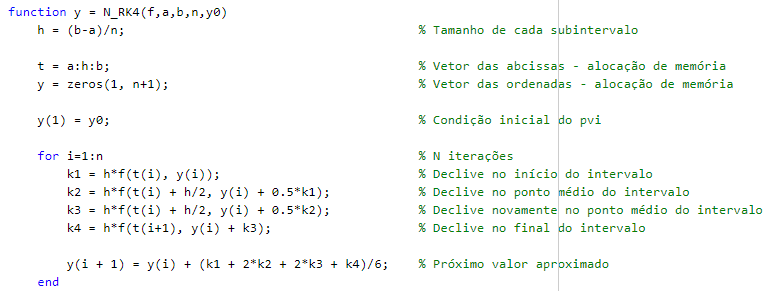 function y = N_RK4(f,a,b,n,y0)
h = (b-a)/n; % Tamanho de cada subintervalo
t = a:h:b; % Vetor das abcissas - alocação de memória
y = zeros(1, n+1); % Vetor das ordenadas - alocação de memória
y(1) = y0; % Condição inicial do pvi
for i=1:n % N iterações
k1 = h*f(t(i), y(i)); % Declive no início do intervalo
k2 = h*f(t(i) + h/2, y(i) + 0.5*k1); % Declive no ponto médio do intervalo
k3 = h*f(t(i) + h/2, y(i) + 0.5*k2); % Declive novamente no ponto médio do intervalo
k4 = h*f(t(i+1), y(i) + k3); % Declive no final do intervalo
y(i + 1) = y(i) + (k1 + 2*k2 + 2*k3 + k4)/6; % Próximo valor aproximado
end